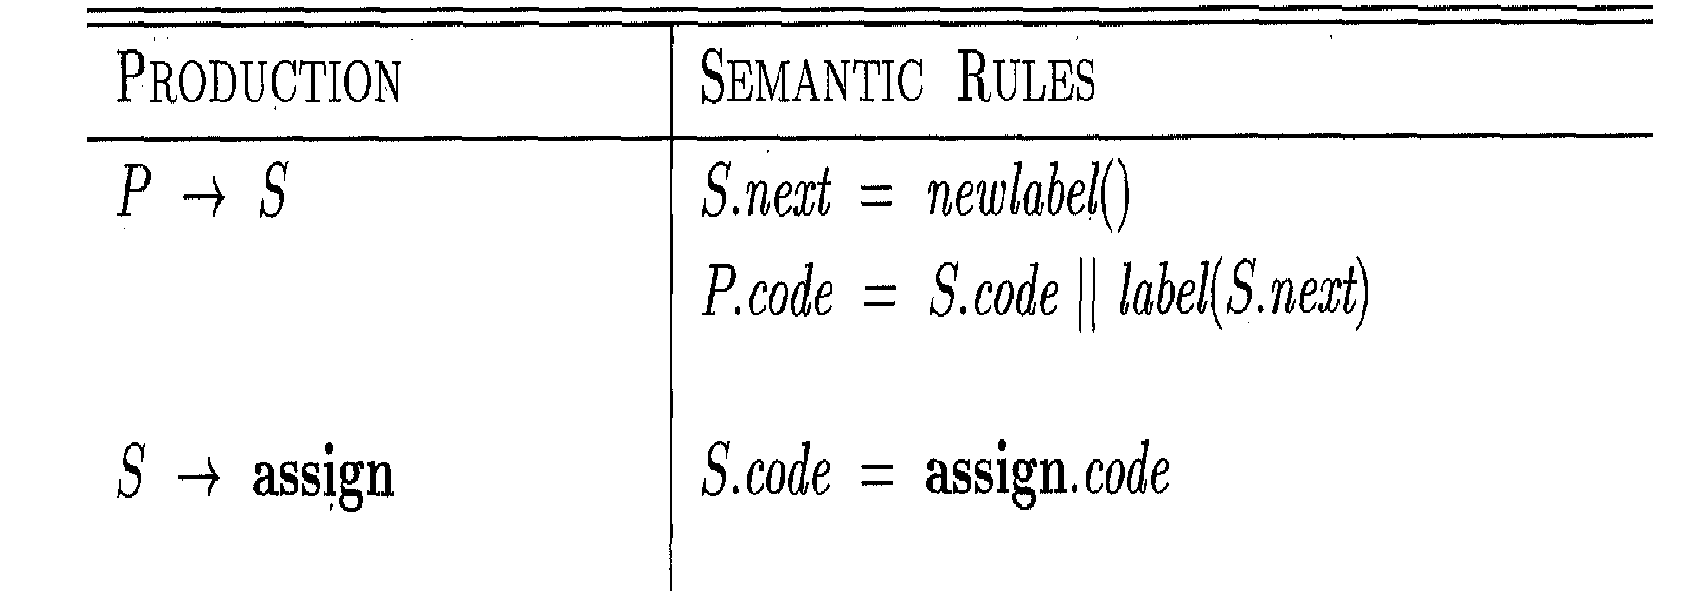 PRODUCTION SEMANTIC RULES
P → S S.next = newlabel()
P.code = S.code || label(S.next)
S → assign S.code = assign.code